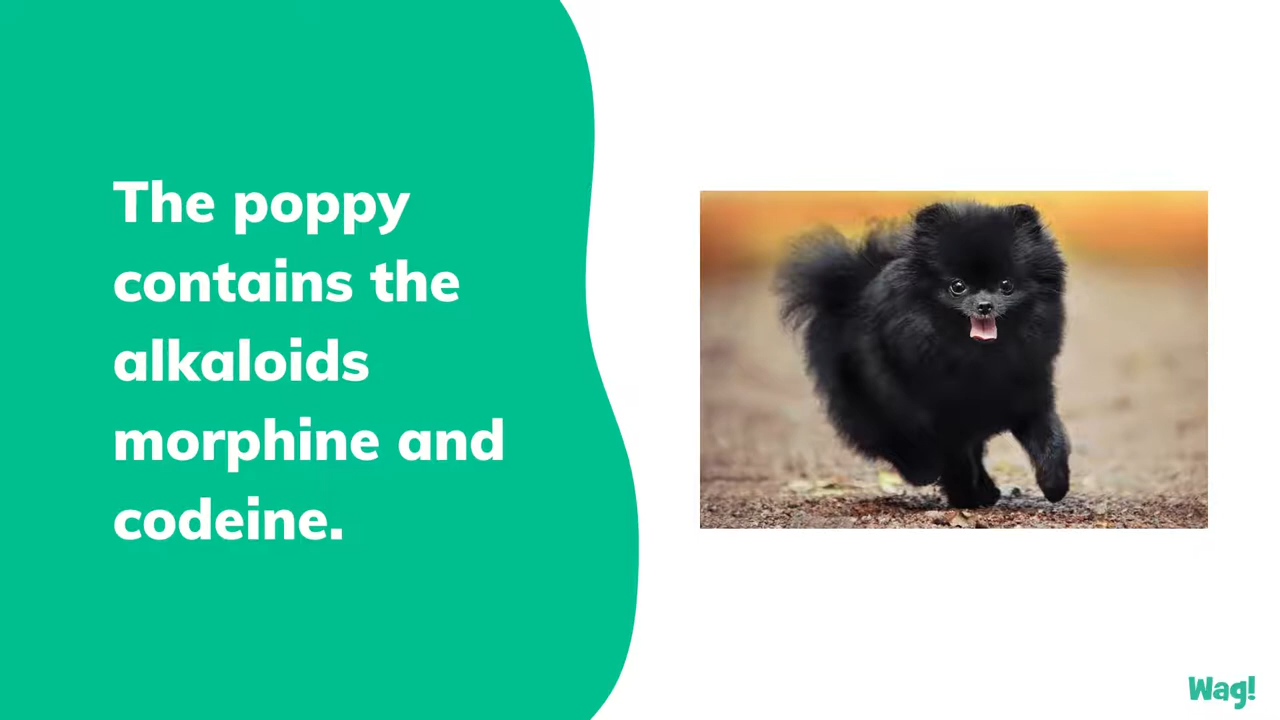 The poppy
contains the
alkaloids
morphine and
codeine.
Wag!